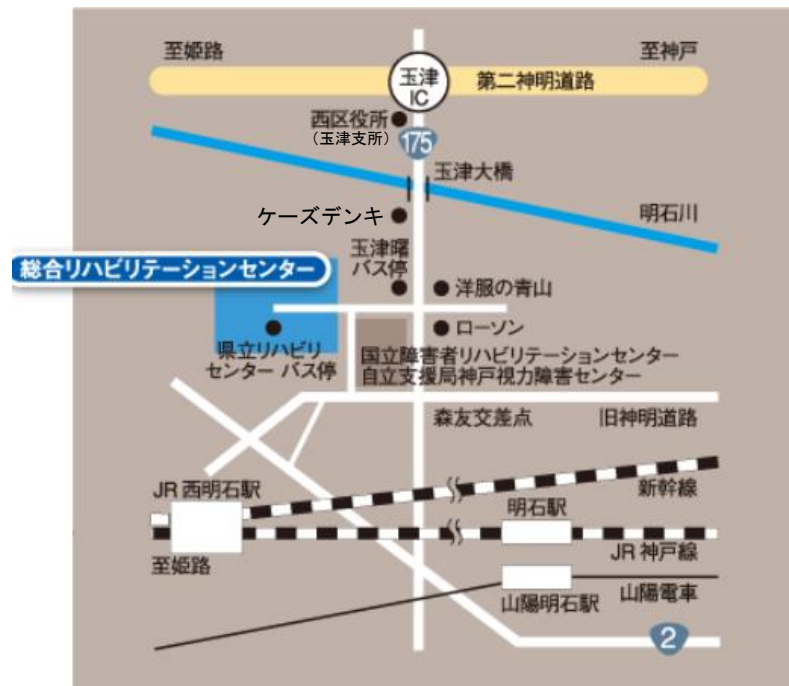 至姫路
至神戸
玉津
IC
第二神明道路
西区役所
（玉津支所）
175
玉津大橋
ケーズデンキ
明石川
玉津曙
バス停
総合リハビリテーションセンター
洋服の青山
ローソン
県立リハビリ
センター バス停
国立障害者リハビリテーションセンター
自立支援局神戸視力障害センター
森友交差点
旧神明道路
JR 西明石駅
新幹線
明石駅
JR 神戸線
至姫路
山陽電車
山陽明石駅
2